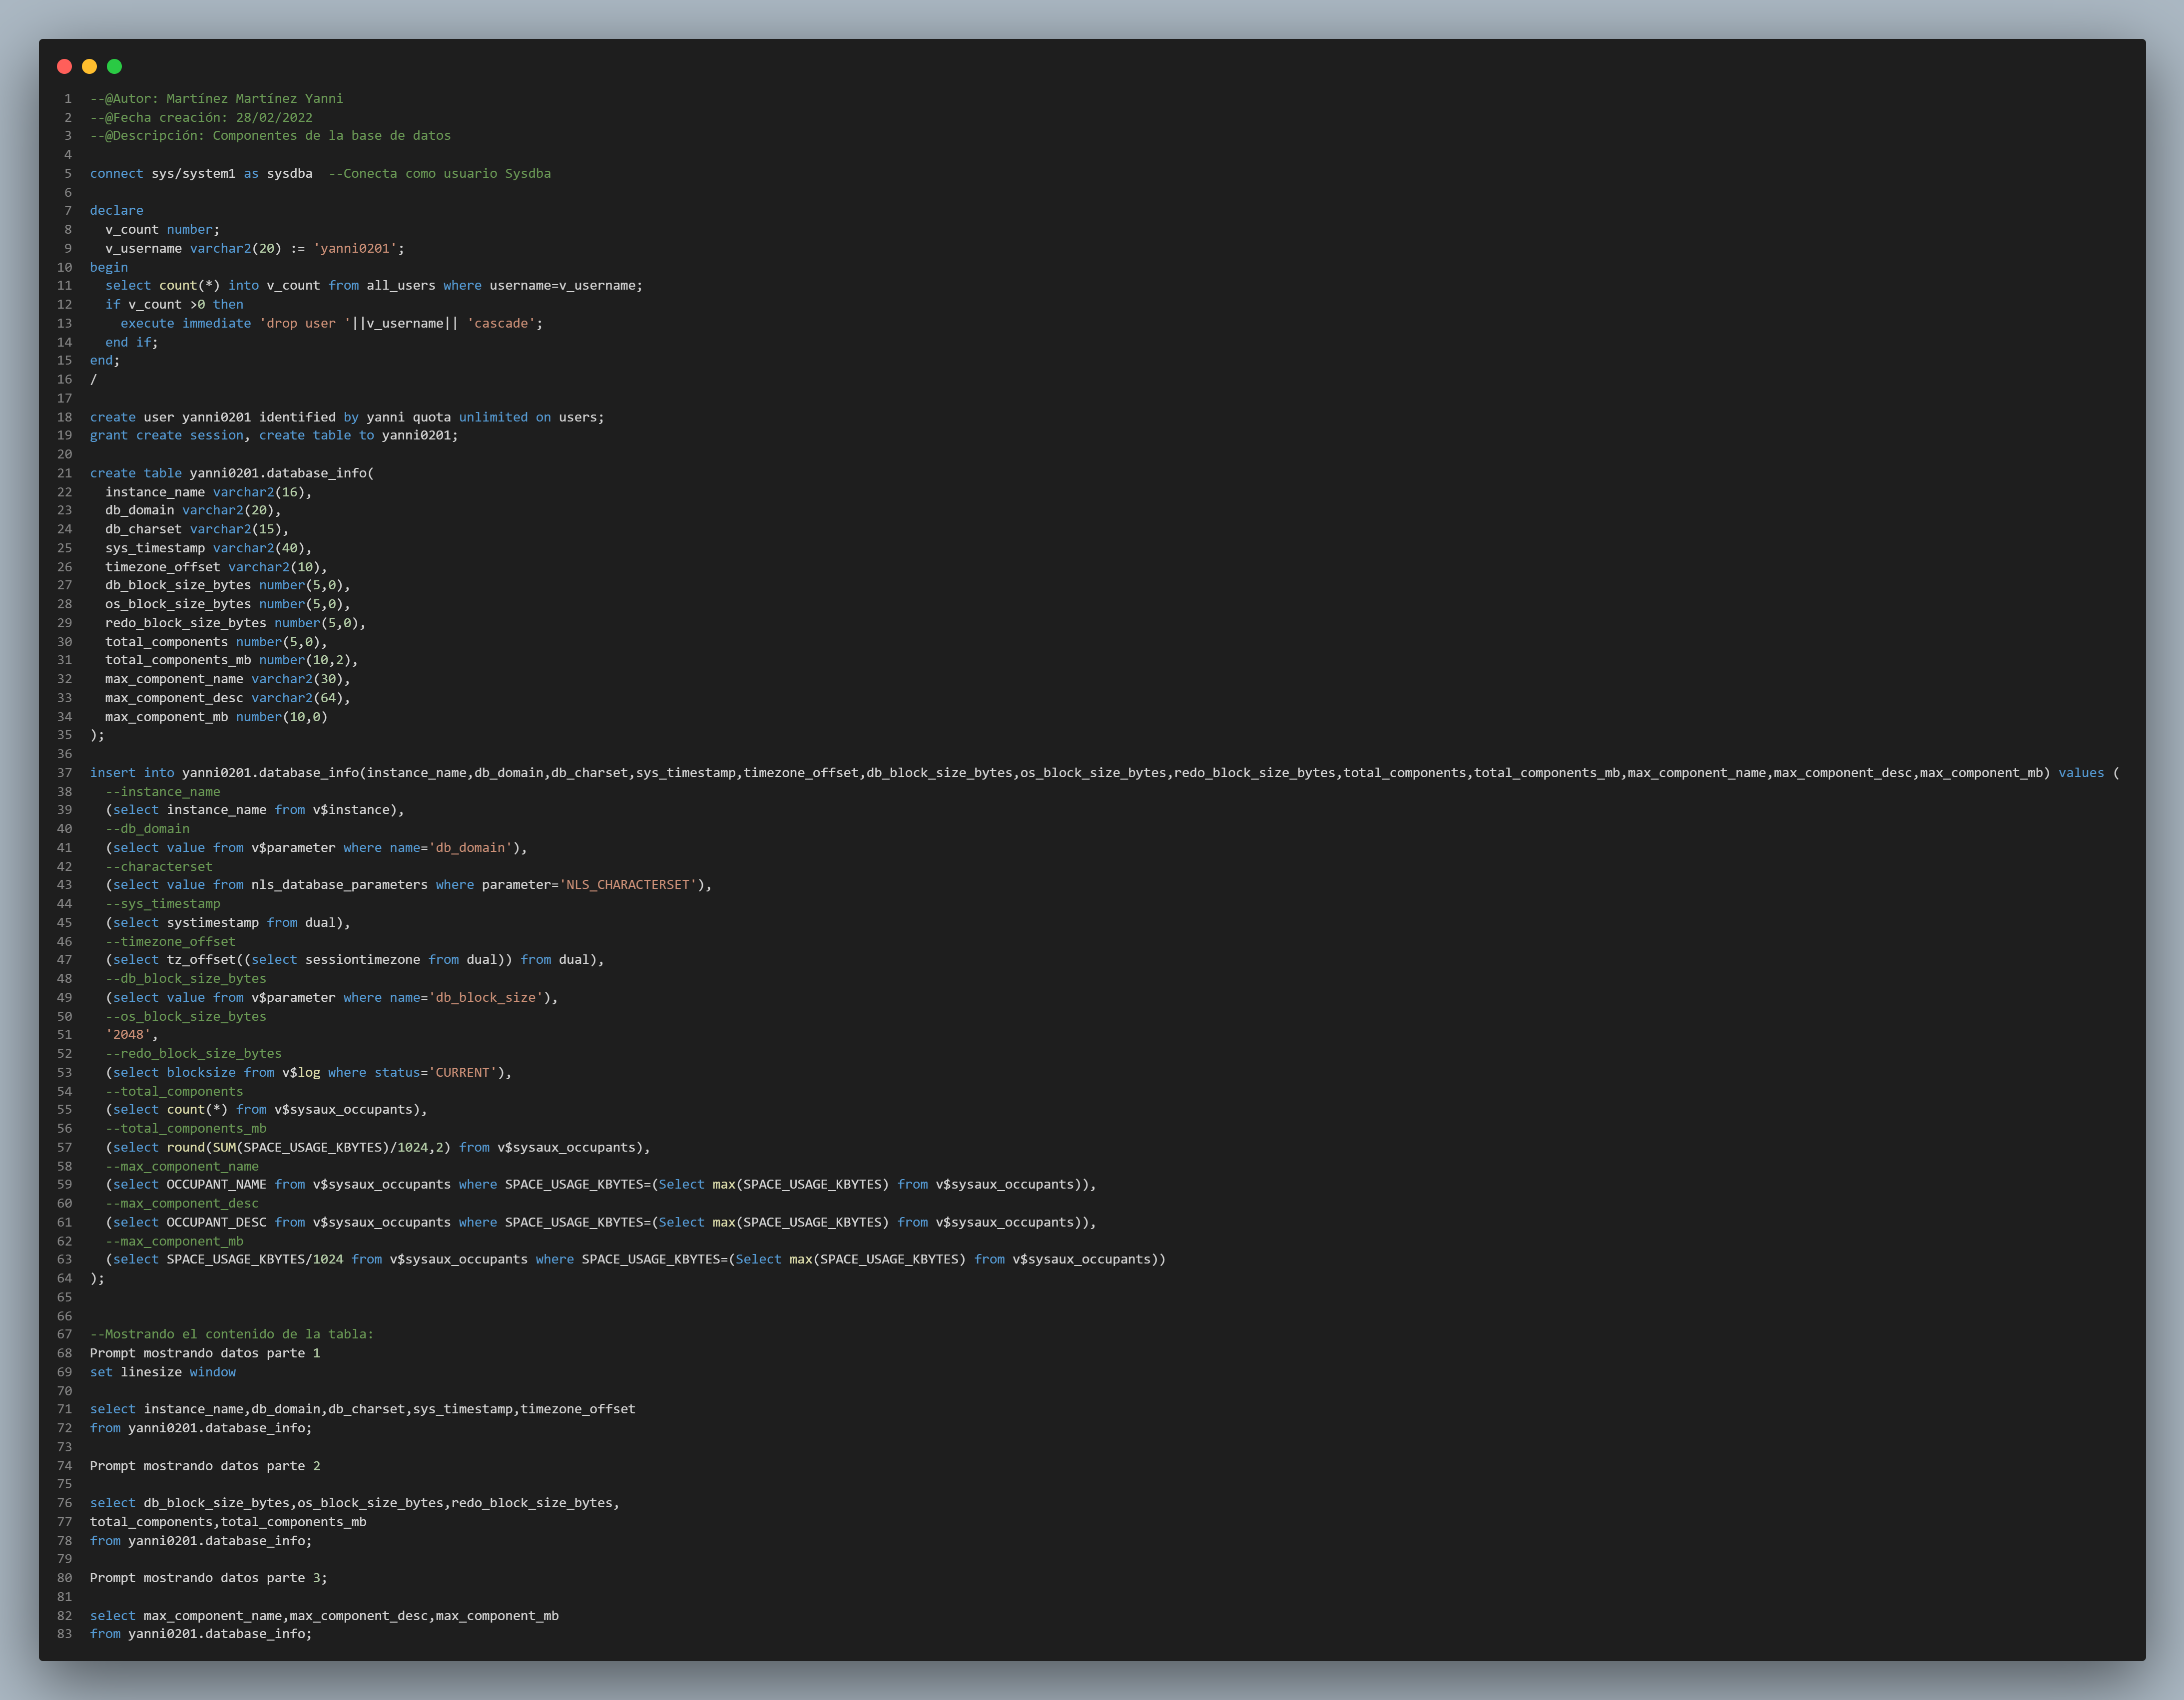 1 --@Autor: Martínez Martínez Yanni
2 --@Fecha creación: 28/02/2022
3 --@Descripción: Componentes de la base de datos
4
5 connect sys/system1 as sysdba  --Conecta como usuario Sysdba
6
7 declare
8   v_count number;
9   v_username varchar2(20) := 'yanni0201';
10 begin
11   select count(*) into v_count from all_users where username=v_username;
12   if v_count >0 then
13     execute immediate 'drop user '||v_username|| 'cascade';
14   end if;
15 end;
16 /
17
18 create user yanni0201 identified by yanni quota unlimited on users;
19 grant create session, create table to yanni0201;
20
21 create table yanni0201.database_info(
22   instance_name varchar2(16),
23   db_domain varchar2(20),
24   db_charset varchar2(15),
25   sys_timestamp varchar2(40),
26   timezone_offset varchar2(10),
27   db_block_size_bytes number(5,0),
28   os_block_size_bytes number(5,0),
29   redo_block_size_bytes number(5,0),
30   total_components number(5,0),
31   total_components_mb number(10,2),
32   max_component_name varchar2(30),
33   max_component_desc varchar2(64),
34   max_component_mb number(10,0)
35 );
36
37 insert into yanni0201.database_info(instance_name,db_domain,db_charset,sys_timestamp,timezone_offset,db_block_size_bytes,os_block_size_bytes,redo_block_size_bytes,total_components,total_components_mb,max_component_name,max_component_desc,max_component_mb) values (
38   --instance_name
39   (select instance_name from v$instance),
40   --db_domain
41   (select value from v$parameter where name='db_domain'),
42   --characterset
43   (select value from nls_database_parameters where parameter='NLS_CHARACTERSET'),
44   --sys_timestamp
45   (select systimestamp from dual),
46   --timezone_offset
47   (select tz_offset((select sessiontimezone from dual)) from dual),
48   --db_block_size_bytes
49   (select value from v$parameter where name='db_block_size'),
50   --os_block_size_bytes
51   '2048',
52   --redo_block_size_bytes
53   (select blocksize from v$log where status='CURRENT'),
54   --total_components
55   (select count(*) from v$sysaux_occupants),
56   --total_components_mb
57   (select round(SUM(SPACE_USAGE_KBYTES)/1024,2) from v$sysaux_occupants),
58   --max_component_name
59   (select OCCUPANT_NAME from v$sysaux_occupants where SPACE_USAGE_KBYTES=(Select max(SPACE_USAGE_KBYTES) from v$sysaux_occupants)),
60   --max_component_desc
61   (select OCCUPANT_DESC from v$sysaux_occupants where SPACE_USAGE_KBYTES=(Select max(SPACE_USAGE_KBYTES) from v$sysaux_occupants)),
62   --max_component_mb
63   (select SPACE_USAGE_KBYTES/1024 from v$sysaux_occupants where SPACE_USAGE_KBYTES=(Select max(SPACE_USAGE_KBYTES) from v$sysaux_occupants))
64 );
65
66
67 --Mostrando el contenido de la tabla:
68 Prompt mostrando datos parte 1
69 set linesize window
70
71 select instance_name,db_domain,db_charset,sys_timestamp,timezone_offset
72 from yanni0201.database_info;
73
74 Prompt mostrando datos parte 2
75
76 select db_block_size_bytes,os_block_size_bytes,redo_block_size_bytes,
77 total_components,total_components_mb
78 from yanni0201.database_info;
79
80 Prompt mostrando datos parte 3;
81
82 select max_component_name,max_component_desc,max_component_mb
83 from yanni0201.database_info;